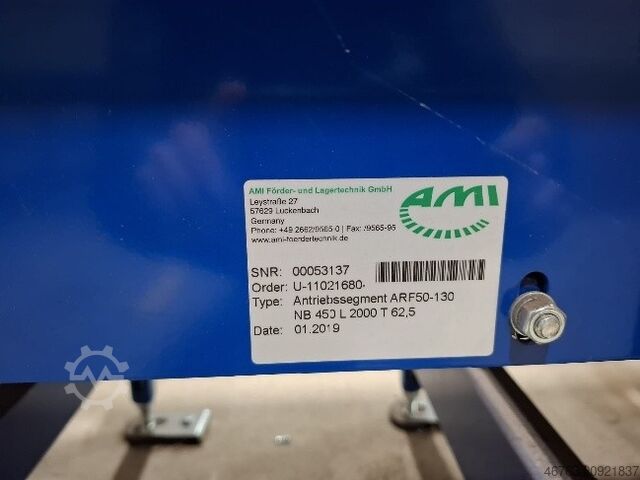 AMI Förder- und Lagertechnik GmbH
Leystraße 27
57629 Luckenbach
Germany
Phone: +49 2662/9565-0 | Fax: /9565-95
www.ami-foerdertechnik.de
AMI
SNR: 00053137
Order: U-11021680-
Type: Antriebssegment ARF50-130
NB 450 L 2000 T 62,5
Date: 01.2019